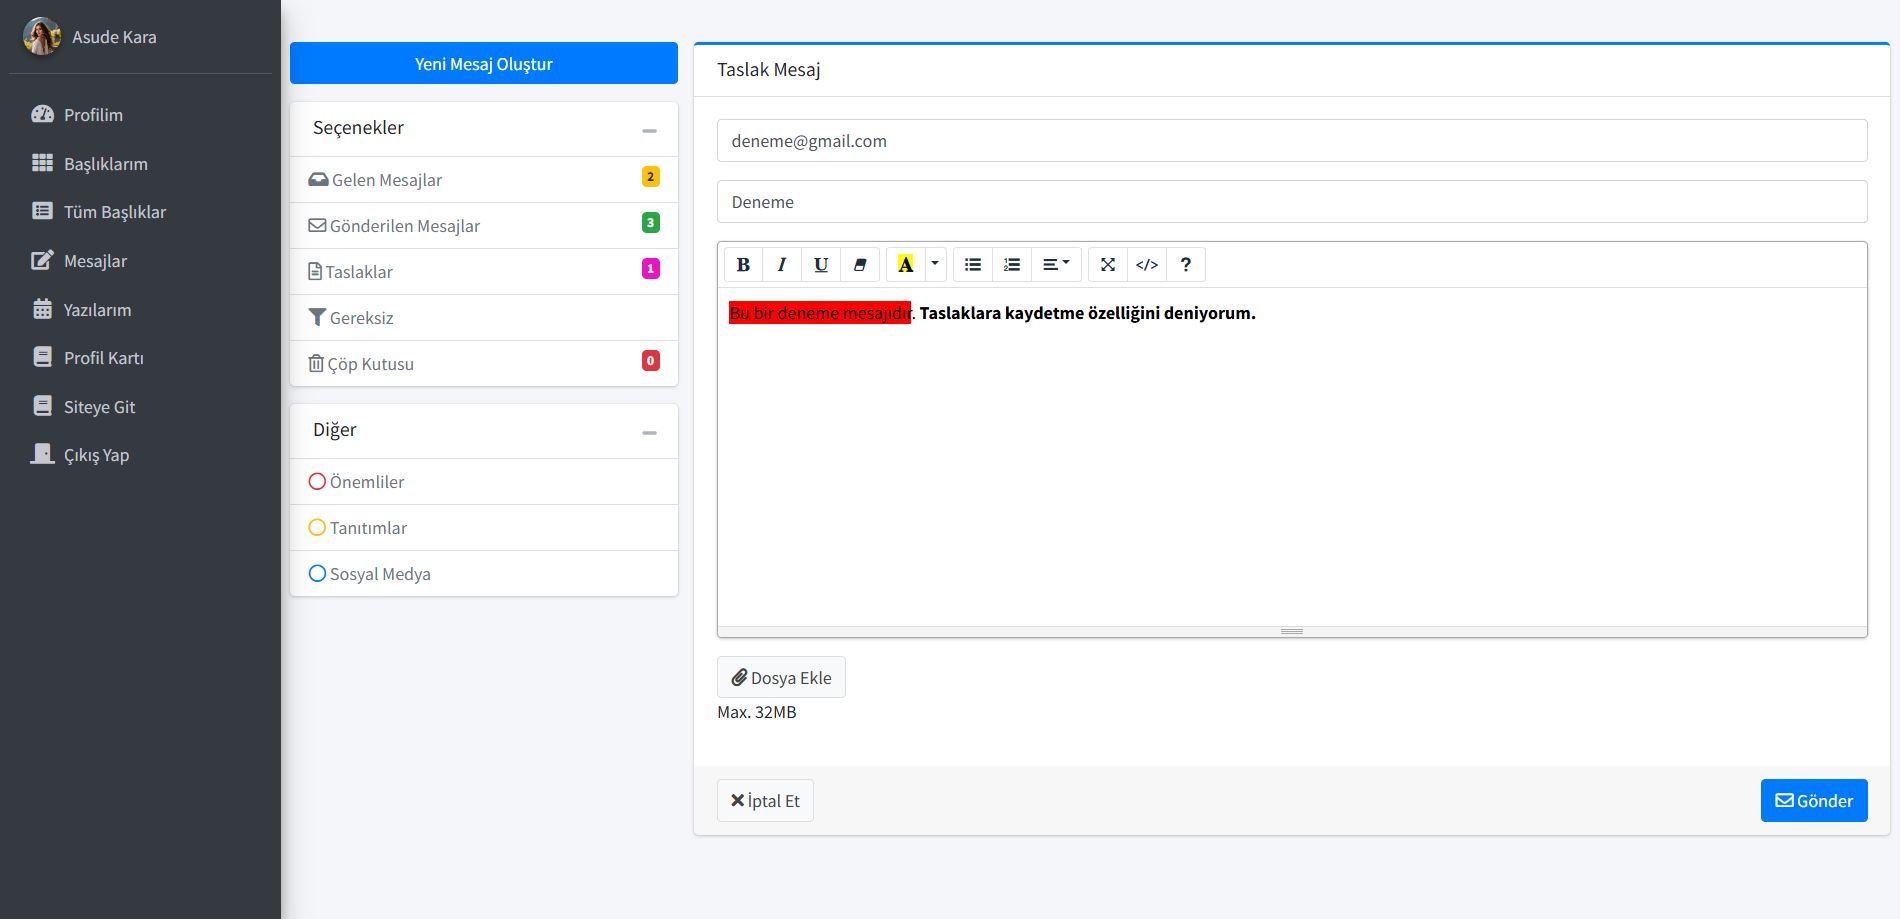 Asude Kara
Profilim
Başlıklarım
Tüm Başlıklar
Mesajlar
Yazılarım
Profil Kartı
Siteye Git
Çıkış Yap
Yeni Mesaj Oluştur
Seçenekler
Gelen Mesajlar 2
Gönderilen Mesajlar 3
Taslaklar 1
Gereksiz
Çöp Kutusu 0
Diğer
Önemliler
Tanıtımlar
Sosyal Medya
Taslak Mesaj
deneme@gmail.com
Deneme
B I U A </> ?
Bu bir deneme mesajıdır. Taslaklara kaydetme özelliğini deniyorum.
Dosya Ekle
Max. 32MB
İptal Et
Gönder